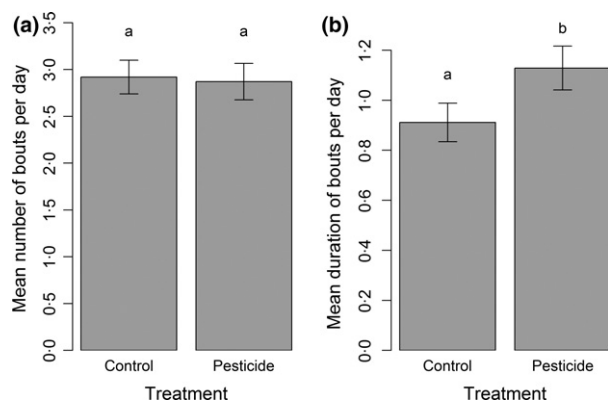 (a)
Mean number of bouts per day
3·5
3·0
2·5
2·0
1·5
1·0
0·5
0·0
a
a
Control
Pesticide
Treatment
(b)
Mean duration of bouts per day
1·2
1·0
0·8
0·6
0·4
0·2
0·0
a
b
Control
Pesticide
Treatment